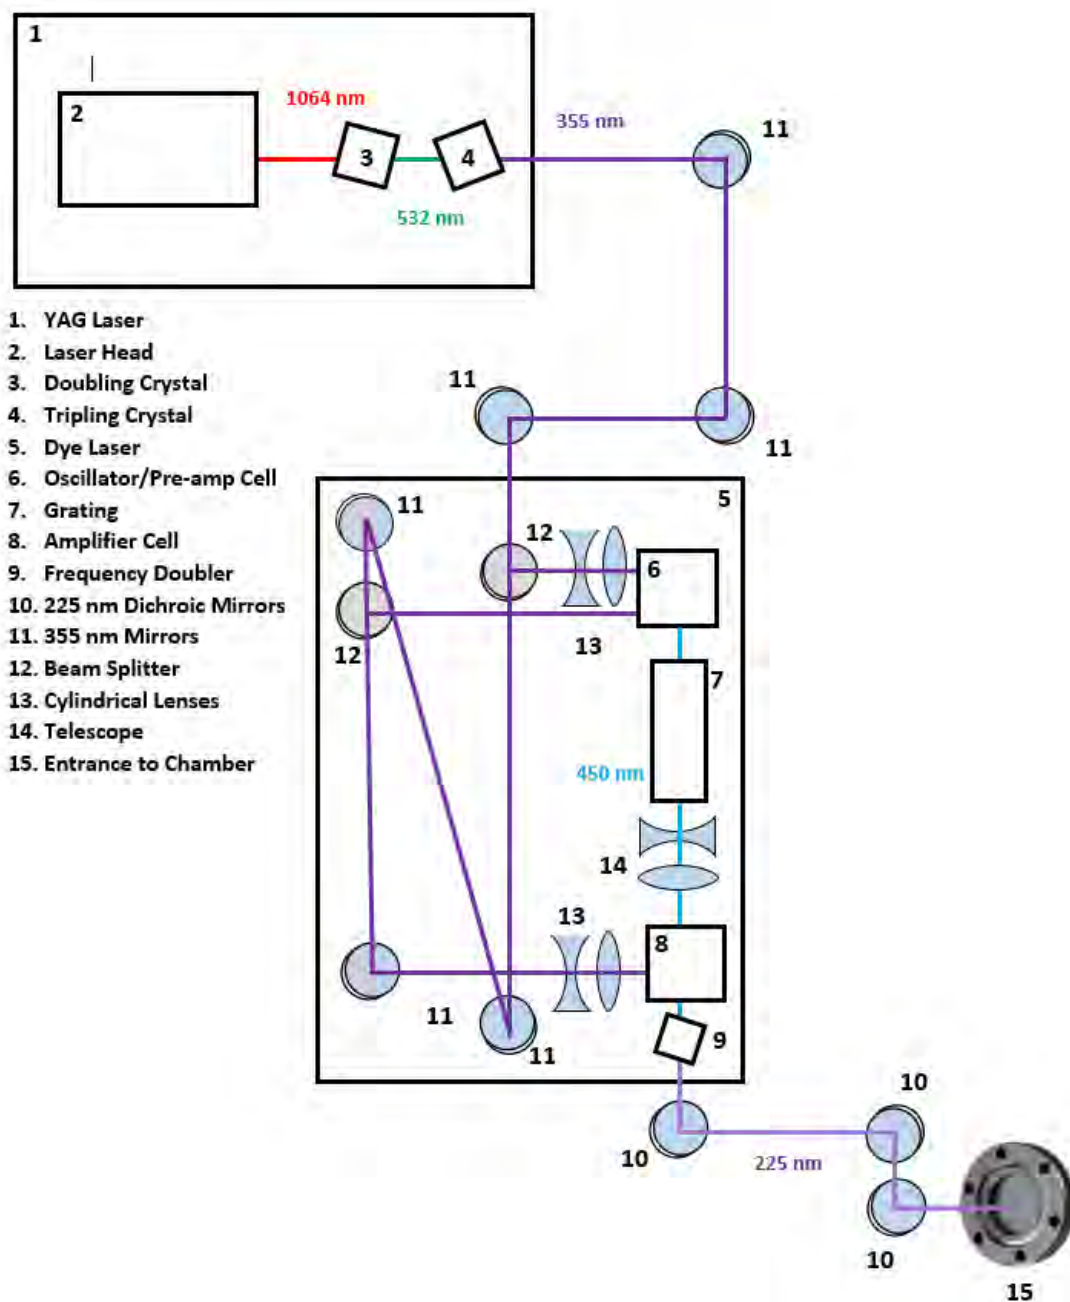 1
2
1064 nm
3
4
532 nm
355 nm
11
1. YAG Laser
2. Laser Head
3. Doubling Crystal
4. Tripling Crystal
5. Dye Laser
6. Oscillator/Pre-amp Cell
7. Grating
8. Amplifier Cell
9. Frequency Doubler
10. 225 nm Dichroic Mirrors
11. 355 nm Mirrors
12. Beam Splitter
13. Cylindrical Lenses
14. Telescope
15. Entrance to Chamber
11
11
5
11
12
6
13
12
7
450 nm
14
13
8
11
11
9
10
10
225 nm
10
15